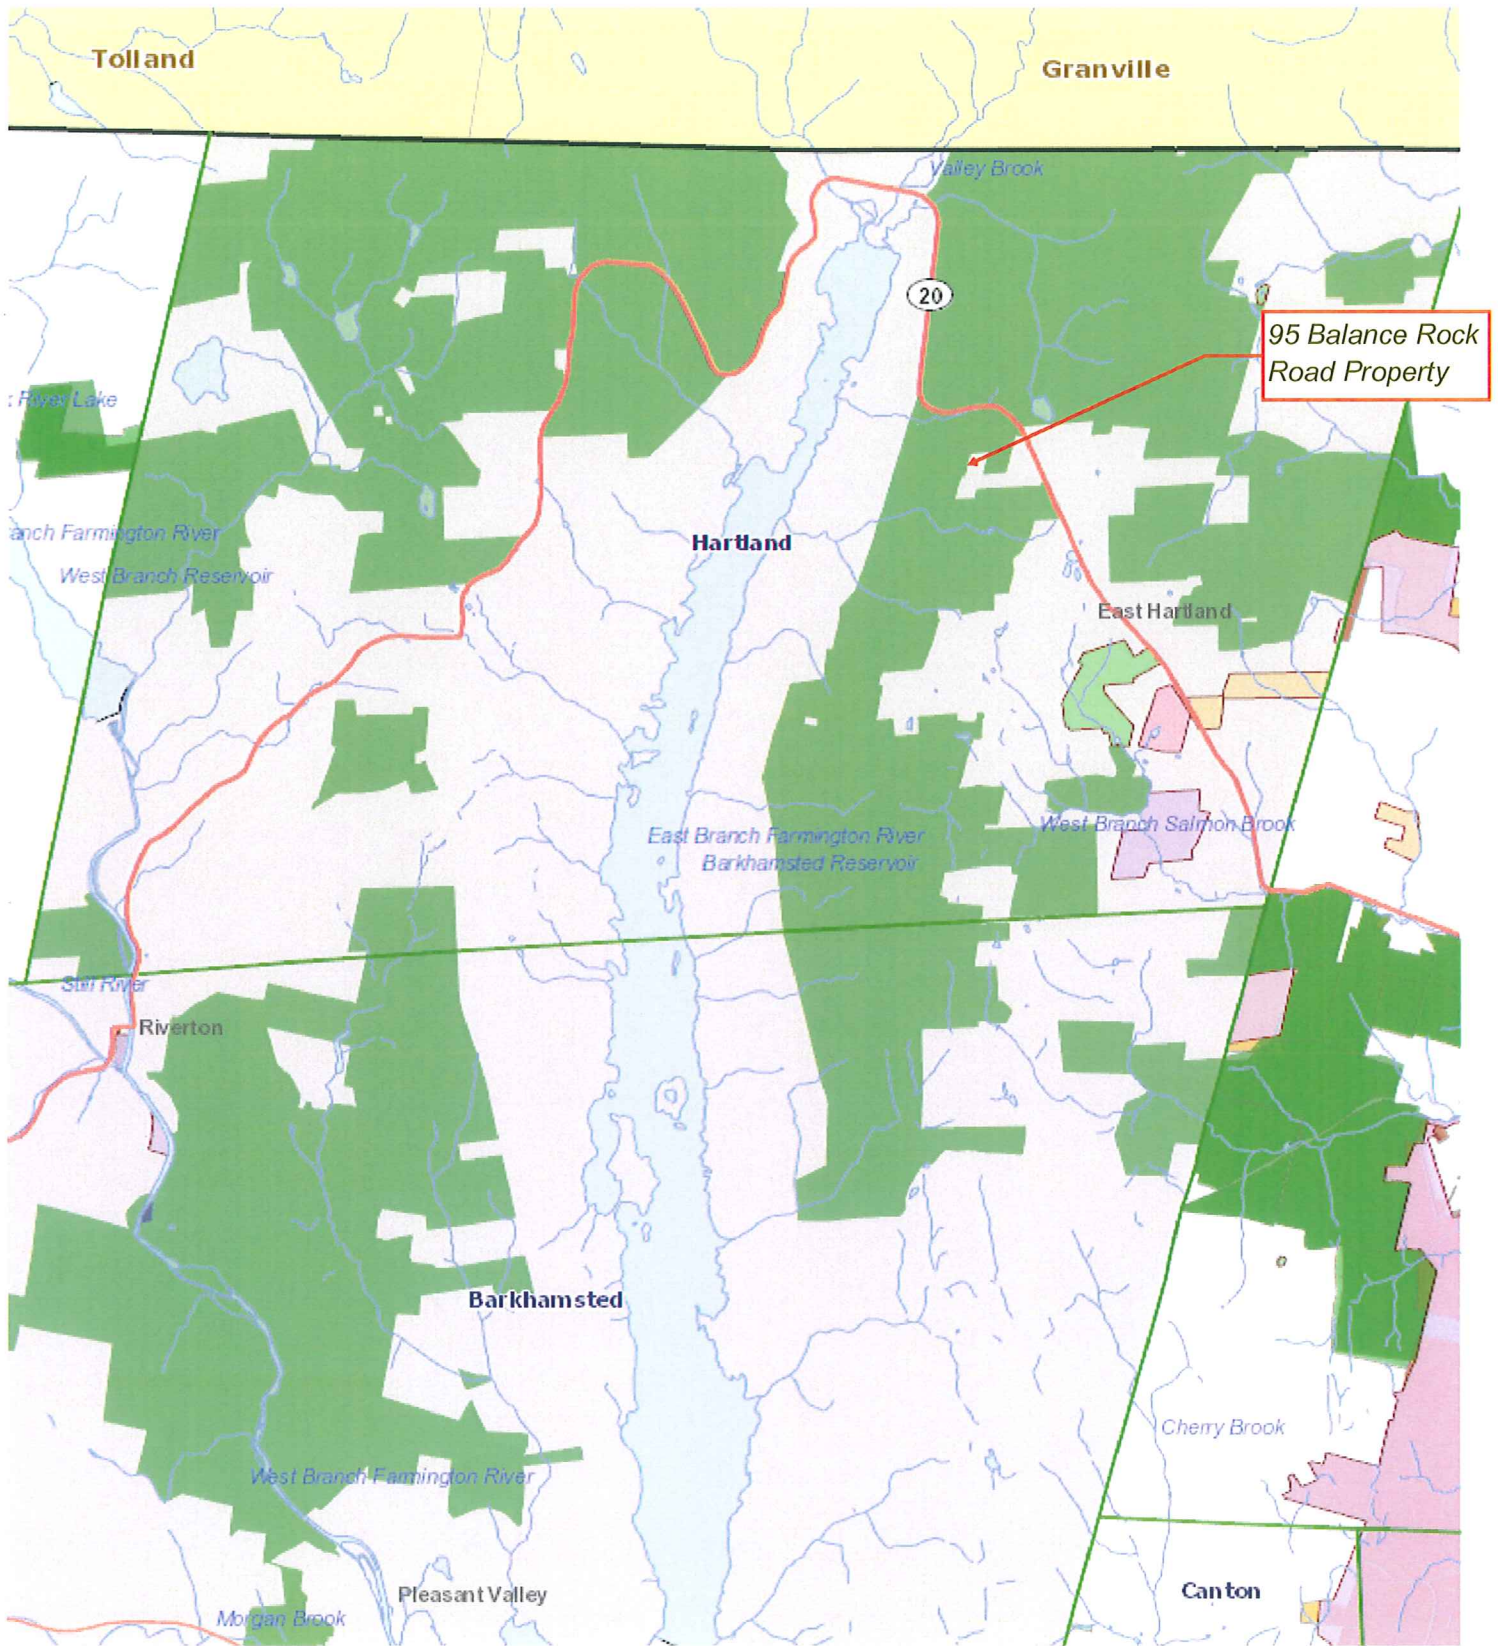 Tolland
Granville
Valley Brook
20
95 Balance Rock
Road Property
River Lake
Hartland
anch Farmington River
West Branch Reservoir
East Hartland
West Branch Salmon Brook
East Branch Farmington River
Barkhamsted Reservoir
Still River
Riverton
Barkhamsted
Cherry Brook
West Branch Farmington River
Pleasant Valley
Canton
Morgan Brook